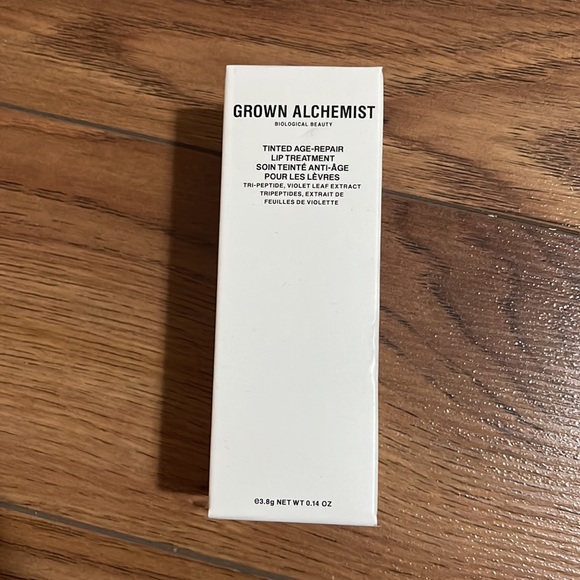 GROWN ALCHEMIST
BIOLOGICAL BEAUTY
TINTED AGE-REPAIR
LIP TREATMENT
SOIN TEINTÉ ANTI-ÂGE
POUR LES LÈVRES
TRI-PEPTIDE, VIOLET LEAF EXTRACT
TRIPEPTIDES, EXTRAIT DE
FEUILLES DE VIOLETTE
℮3.8g NET WT 0.14 OZ